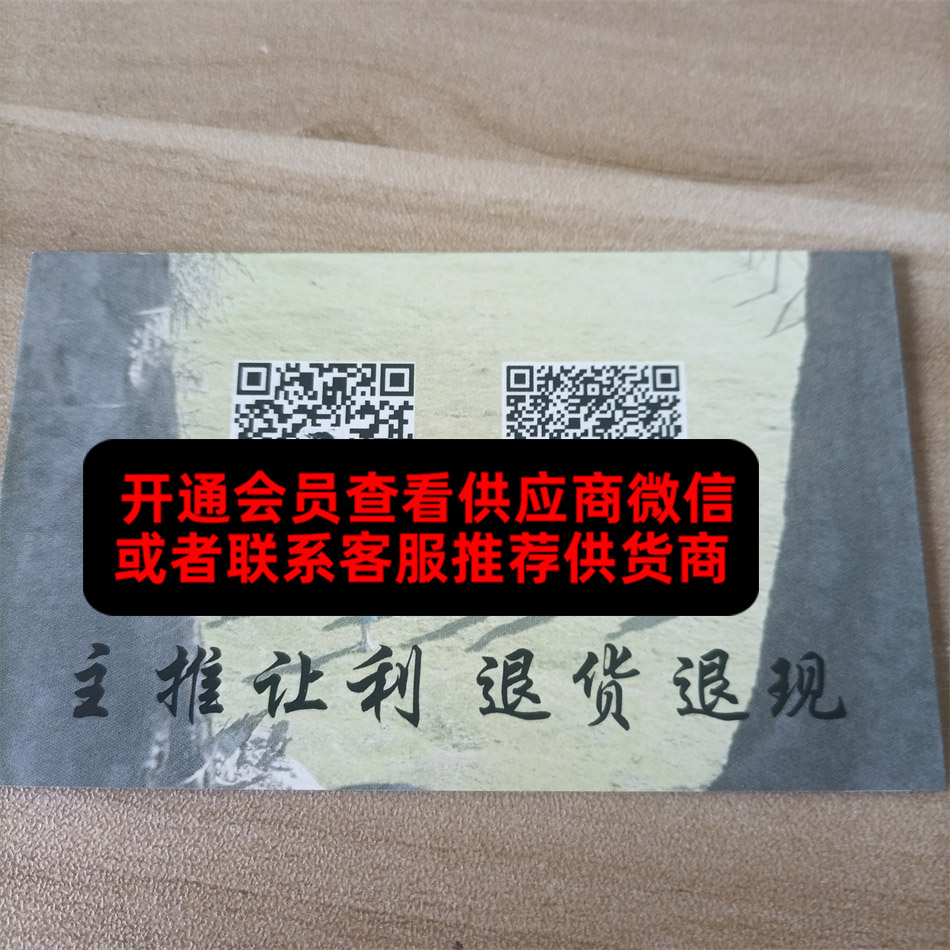 开通会员查看供应商微信
或者联系客服推荐供货商
主推让利 退货退现